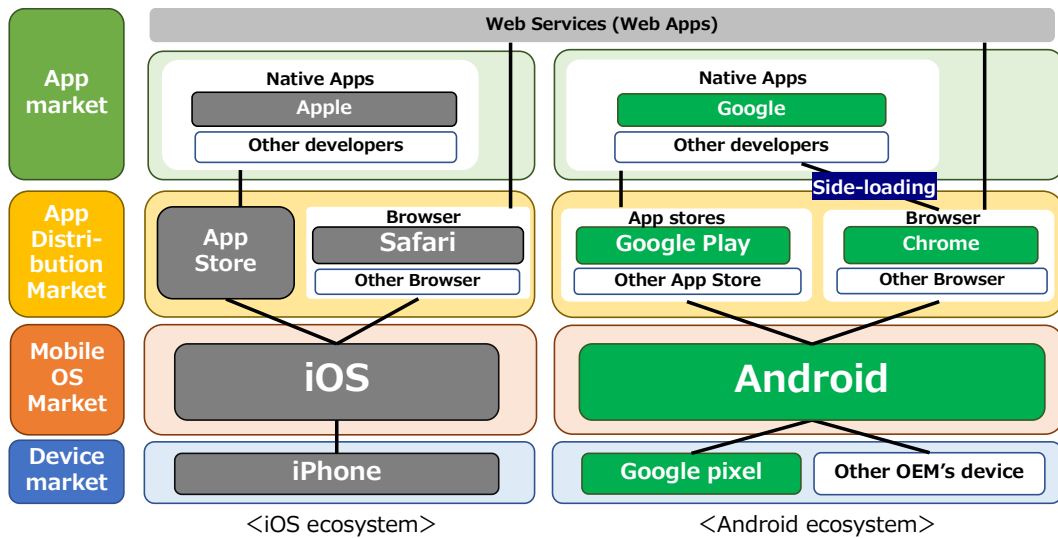 Web Services (Web Apps)
App
market
Native Apps
Apple
Other developers
Native Apps
Google
Other developers
Side-loading
App
Distri-
bution
Market
App
Store
Browser
Safari
Other Browser
App stores
Google Play
Other App Store
Browser
Chrome
Other Browser
Mobile
OS
Market
iOS
Android
Device
market
iPhone
Google pixel
Other OEM’s device
<iOS ecosystem>
<Android ecosystem>